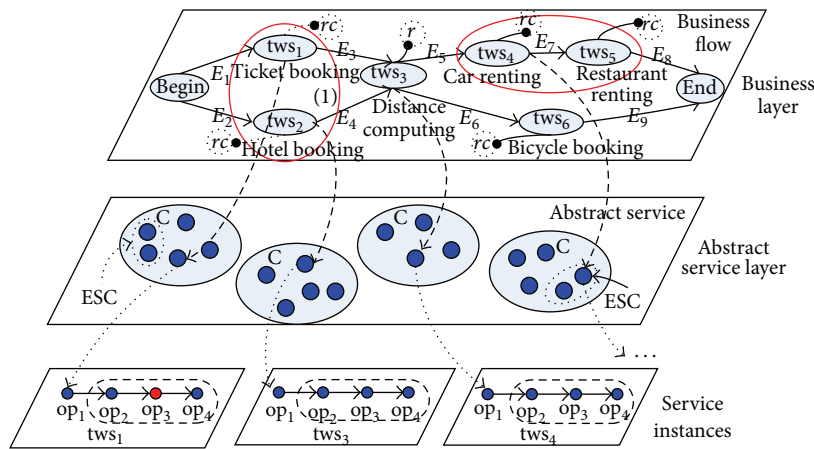 rc
r
rc
rc
Business
flow
tws1
E3
E5
tws4
E7
tws5
E8
E1
Ticket booking
tws3
Car renting
Restaurant
renting
Begin
(1)
Distance
computing
End
Business
layer
E2
tws2
E4
E6
tws6
E9
rc
Hotel booking
rc
Bicycle booking
C
C
Abstract service
C
C
Abstract
service layer
ESC
ESC
...
op1
op2
op3
op4
tws1
op1
op2
op3
op4
tws3
op1
op2
op3
op4
tws4
Service
instances